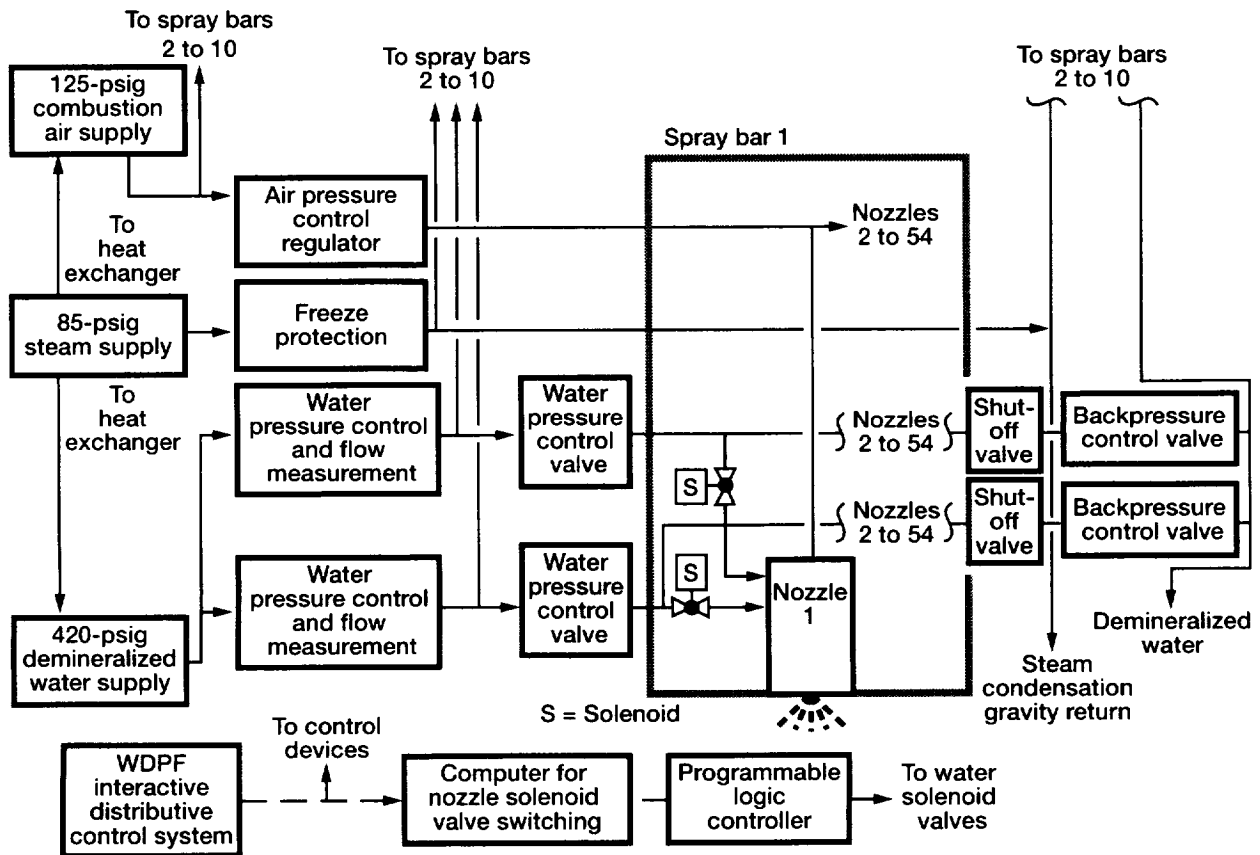 To spray bars
2 to 10
125-psig
combustion
air supply
To
heat
exchanger
85-psig
steam supply
To
heat
exchanger
420-psig
demineralized
water supply
Air pressure
control
regulator
Freeze
protection
Water
pressure control
and flow
measurement
Water
pressure control
and flow
measurement
To spray bars
2 to 10
Water
pressure
control
valve
Water
pressure
control
valve
Spray bar 1
Nozzles
2 to 54
Nozzles
2 to 54
Nozzles
2 to 54
S
S
Nozzle
1
S = Solenoid
To spray bars
2 to 10
Shut-
off
valve
Shut-
off
valve
Backpressure
control valve
Backpressure
control valve
Demineralized
water
Steam
condensation
gravity return
WDPF
interactive
distributive
control system
To control
devices
Computer for
nozzle solenoid
valve switching
Programmable
logic
controller
To water
solenoid
valves